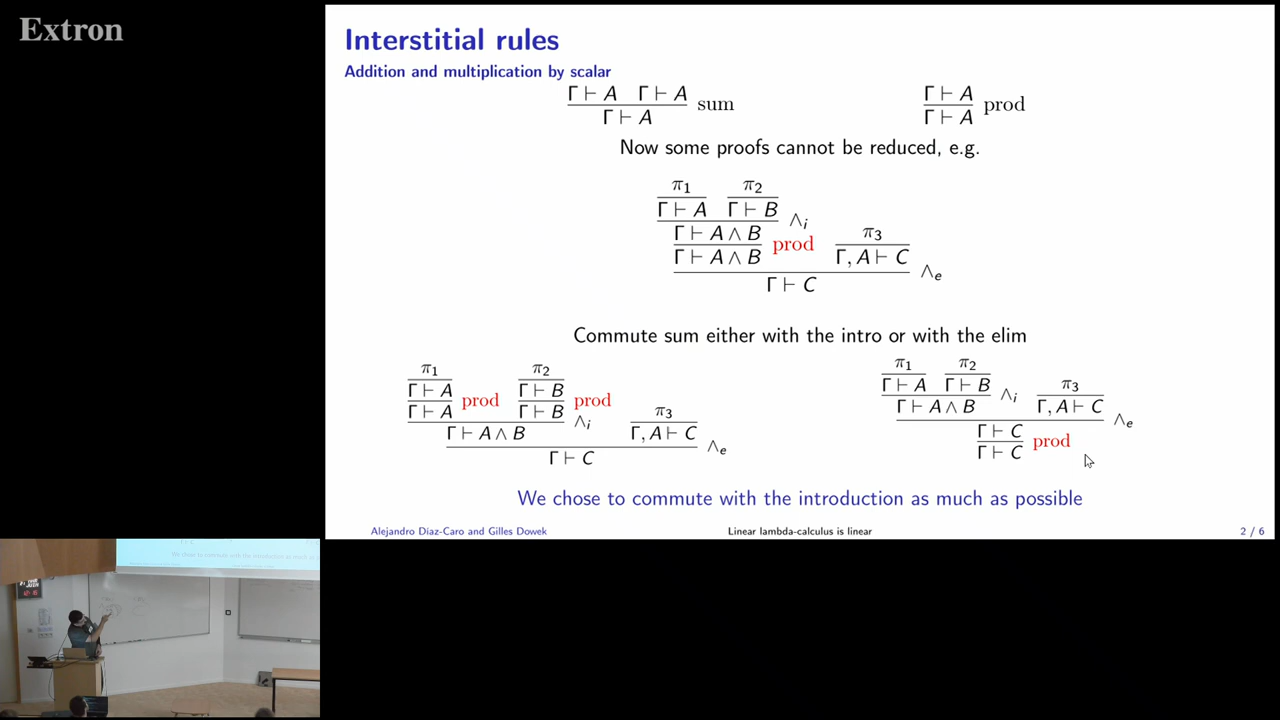 Extron
Interstitial rules
Addition and multiplication by scalar
Γ ⊢ A Γ ⊢ A
Γ ⊢ A
sum
Γ ⊢ A
Γ ⊢ A
prod
Now some proofs cannot be reduced, e.g.
π1 π2
Γ ⊢ A Γ ⊢ B ∧i
Γ ⊢ A ∧ B
Γ ⊢ A ∧ B prod
π3
Γ, A ⊢ C
∧e
Γ ⊢ C
Commute sum either with the intro or with the elim
π1 π2
Γ ⊢ A Γ ⊢ B
Γ ⊢ A prod Γ ⊢ B prod
Γ ⊢ A ∧ B ∧i
π3
Γ, A ⊢ C
∧e
Γ ⊢ C
π1 π2
Γ ⊢ A Γ ⊢ B ∧i
Γ ⊢ A ∧ B
π3
Γ, A ⊢ C
∧e
Γ ⊢ C
Γ ⊢ C prod
We chose to commute with the introduction as much as possible
Alejandro Díaz-Caro and Gilles Dowek
Linear lambda-calculus is linear
2 / 6